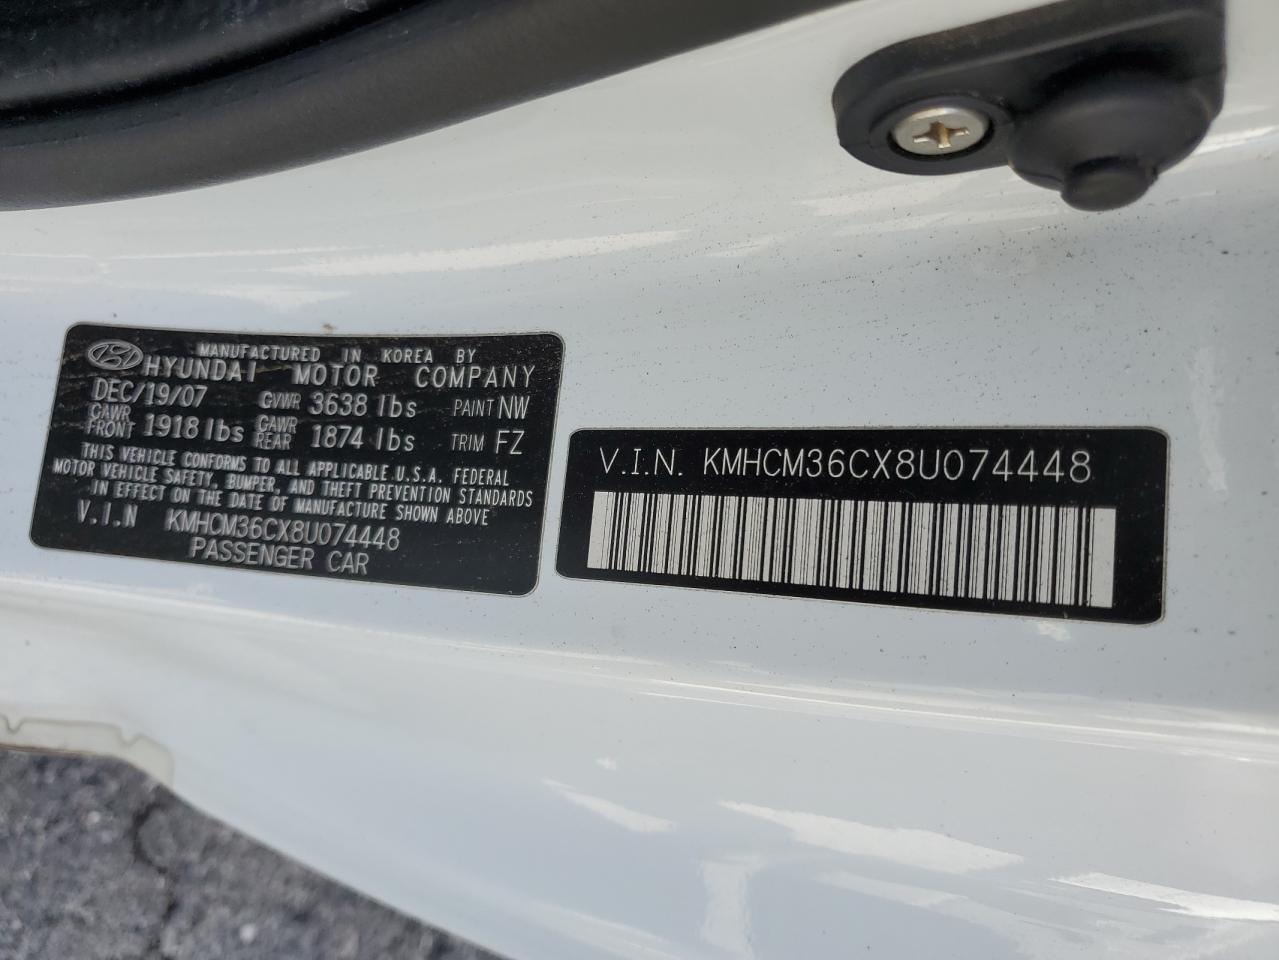 MANUFACTURED IN KOREA BY
HYUNDAI MOTOR COMPANY
DEC/19/07 GVWR 3638 lbs PAINT NW
GAWR FRONT 1918 lbs GAWR REAR 1874 lbs TRIM FZ
THIS VEHICLE CONFORMS TO ALL APPLICABLE U.S.A. FEDERAL
MOTOR VEHICLE SAFETY, BUMPER, AND THEFT PREVENTION STANDARDS
IN EFFECT ON THE DATE OF MANUFACTURE SHOWN ABOVE
V.I.N KMHCM36CX8U074448
PASSENGER CAR
V.I.N. KMHCM36CX8U074448